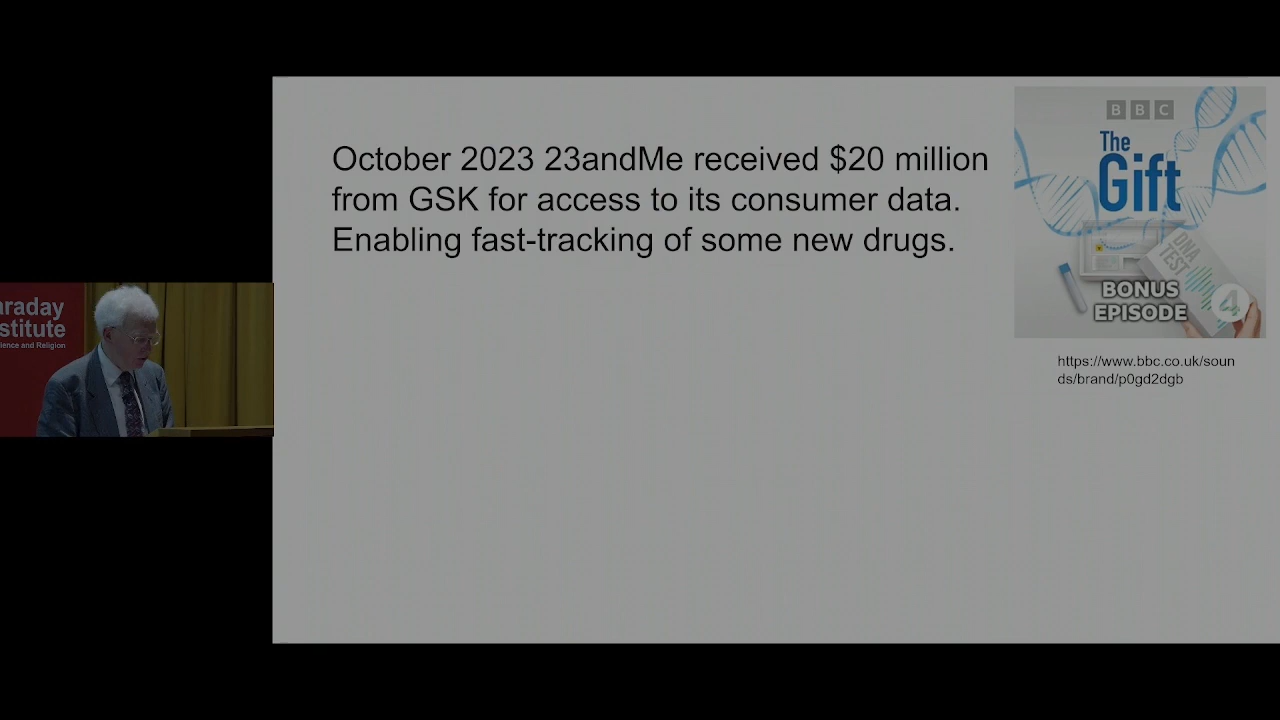 October 2023 23andMe received $20 million
from GSK for access to its consumer data.
Enabling fast-tracking of some new drugs.
BBC
The
Gift
DNA
TEST
BONUS
EPISODE
4
https://www.bbc.co.uk/soun
ds/brand/p0gd2dgb
araday
stitute
ience and Religion